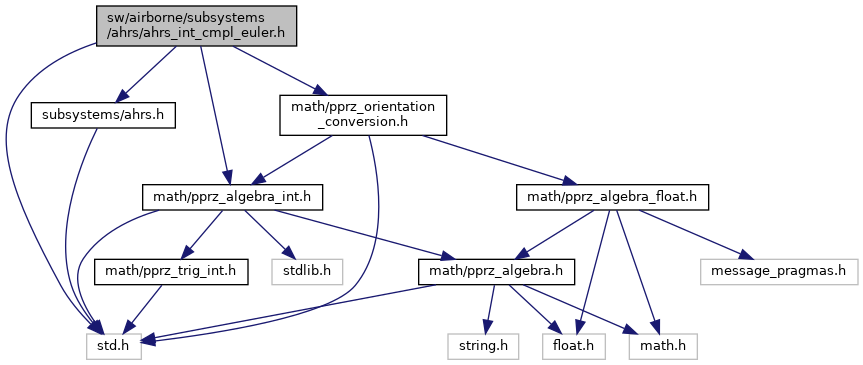 sw/airborne/subsystems
/ahrs/ahrs_int_cmpl_euler.h
subsystems/ahrs.h
math/pprz_orientation
_conversion.h
math/pprz_algebra_int.h
math/pprz_algebra_float.h
math/pprz_trig_int.h
stdlib.h
math/pprz_algebra.h
message_pragmas.h
std.h
string.h
float.h
math.h